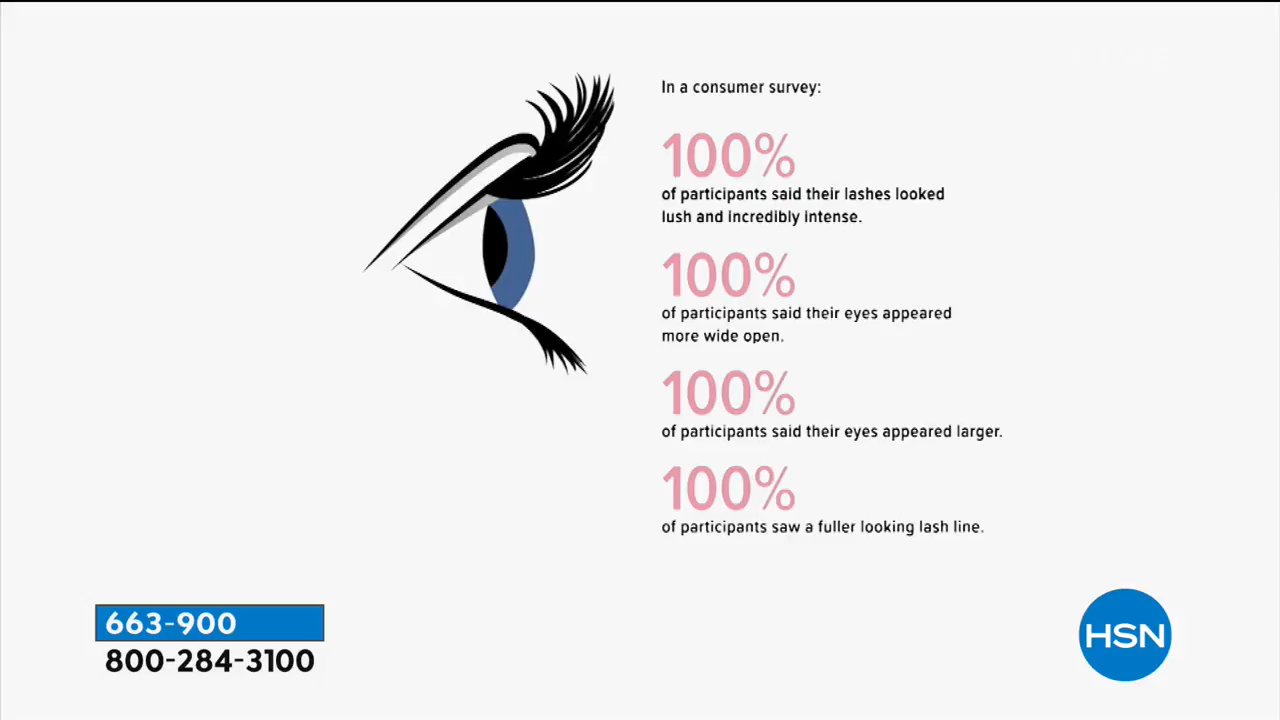 In a consumer survey:
100%
of participants said their lashes looked
lush and incredibly intense.
100%
of participants said their eyes appeared
more wide open.
100%
of participants said their eyes appeared larger.
100%
of participants saw a fuller looking lash line.
663-900
800-284-3100
HSN